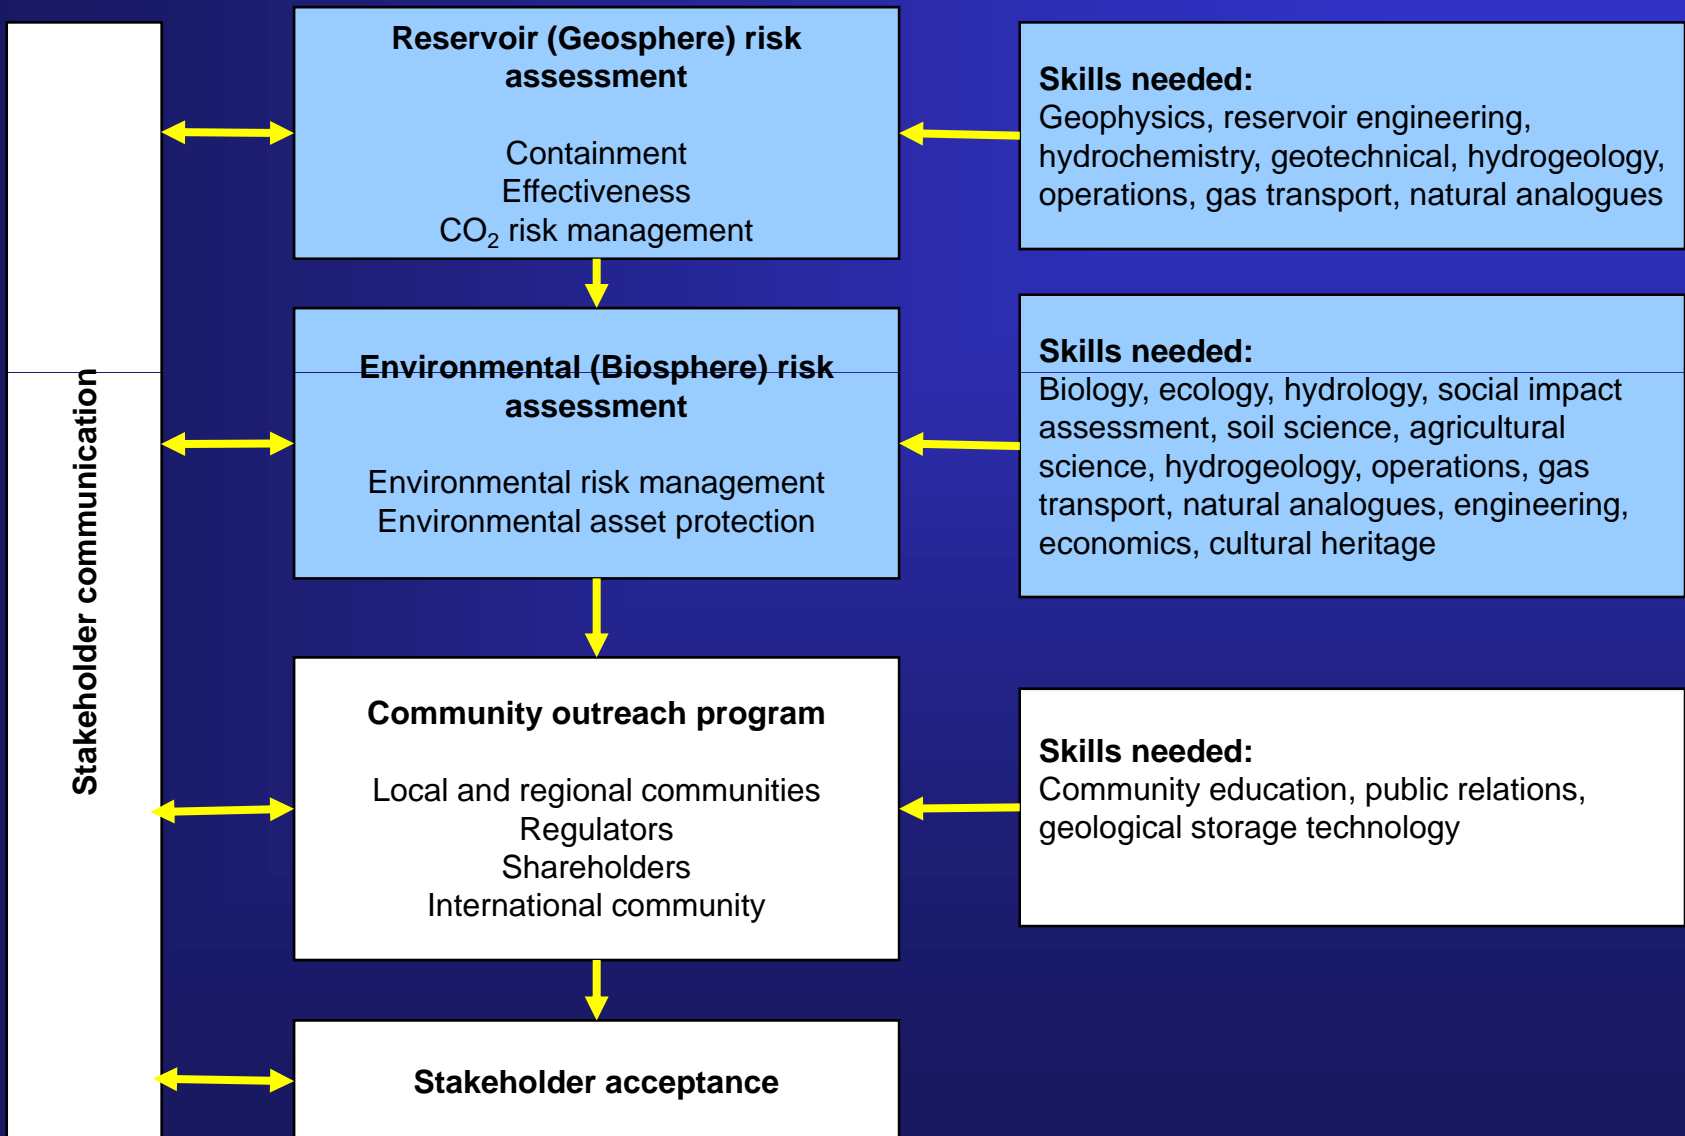 Stakeholder communication
Reservoir (Geosphere) risk
assessment
Containment
Effectiveness
CO₂ risk management
Skills needed:
Geophysics, reservoir engineering,
hydrochemistry, geotechnical, hydrogeology,
operations, gas transport, natural analogues
Environmental (Biosphere) risk
assessment
Environmental risk management
Environmental asset protection
Skills needed:
Biology, ecology, hydrology, social impact
assessment, soil science, agricultural
science, hydrogeology, operations, gas
transport, natural analogues, engineering,
economics, cultural heritage
Community outreach program
Local and regional communities
Regulators
Shareholders
International community
Skills needed:
Community education, public relations,
geological storage technology
Stakeholder acceptance